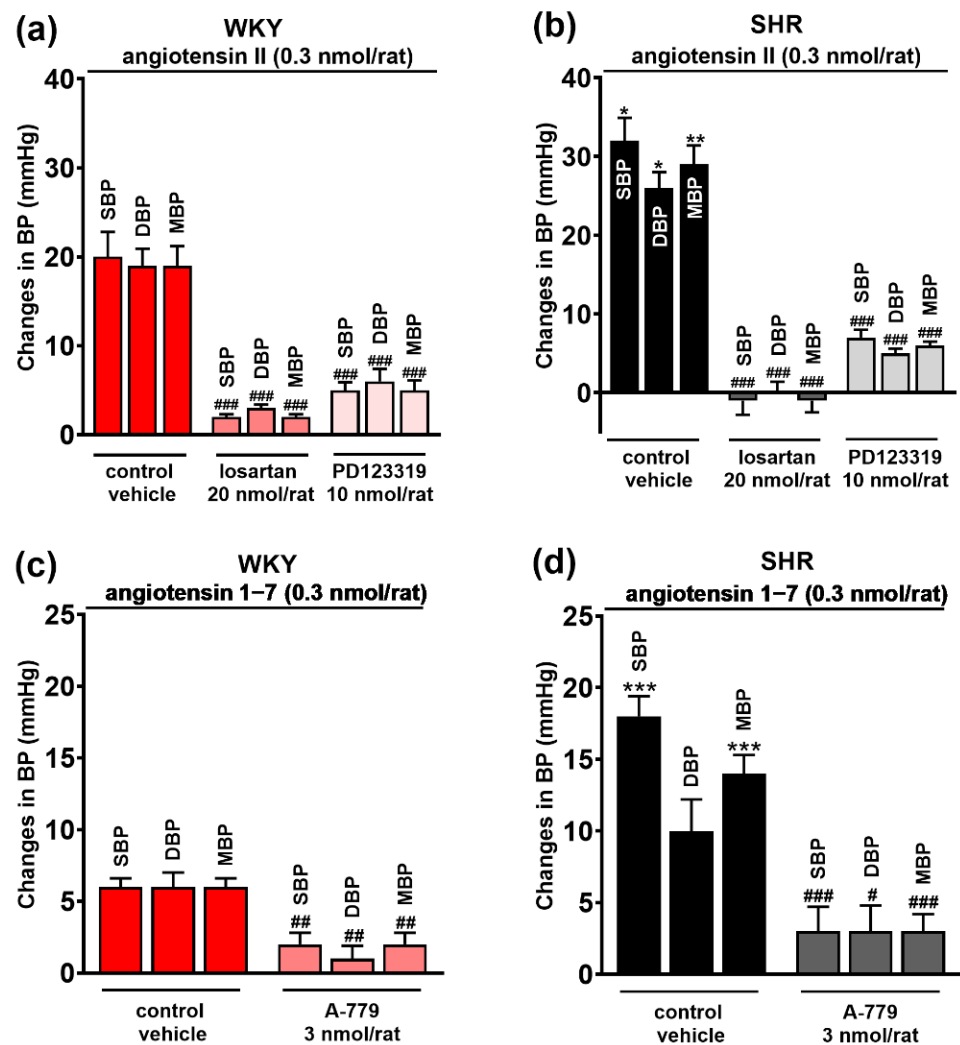 (a)
WKY
angiotensin II (0.3 nmol/rat)
Changes in BP (mmHg)
40
30
20
10
0
SBP
DBP
MBP
SBP
###
DBP
###
MBP
###
SBP
###
DBP
###
MBP
###
control
vehicle
losartan
20 nmol/rat
PD123319
10 nmol/rat
(b)
SHR
angiotensin II (0.3 nmol/rat)
Changes in BP (mmHg)
40
30
20
10
0
*
SBP
*
DBP
**
MBP
SBP
###
DBP
###
MBP
###
SBP
###
DBP
###
MBP
###
control
vehicle
losartan
20 nmol/rat
PD123319
10 nmol/rat
(c)
WKY
angiotensin 1–7 (0.3 nmol/rat)
Changes in BP (mmHg)
25
20
15
10
5
0
SBP
DBP
MBP
SBP
##
DBP
##
MBP
##
control
vehicle
A-779
3 nmol/rat
(d)
SHR
angiotensin 1–7 (0.3 nmol/rat)
Changes in BP (mmHg)
25
20
15
10
5
0
SBP
***
DBP
MBP
***
SBP
###
DBP
#
MBP
###
control
vehicle
A-779
3 nmol/rat